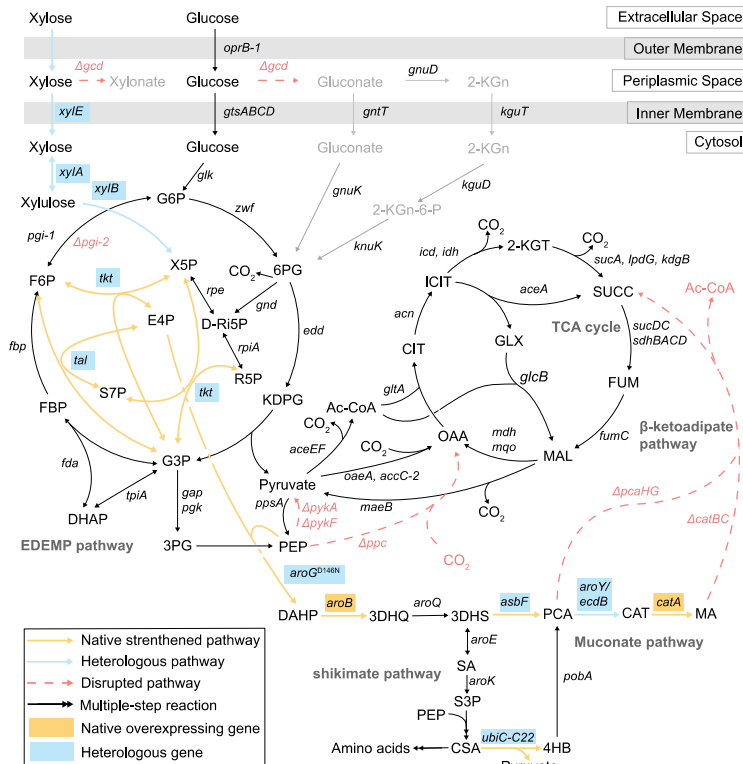 Xylose
Glucose
Extracellular Space
oprB-1
Outer Membrane
Δgcd
Δgcd
gnuD
Xylose
Xylonate
Glucose
Gluconate
2-KGn
Periplasmic Space
xylE
gtsABCD
gntT
kguT
Inner Membrane
Xylose
Glucose
Gluconate
2-KGn
Cytosol
xylA
xylB
glk
gnuK
kguD
Xylulose
G6P
2-KGn-6-P
pgi-1
Δpgi-2
zwf
knuK
icd, idh
CO2
2-KGT
CO2
sucA, lpdG, kdgB
F6P
tkt
X5P
CO2
6PG
ICIT
aceA
SUCC
Ac-CoA
rpe
gnd
E4P
D-Ri5P
edd
acn
TCA cycle
sucDC
sdhBACD
fbp
tal
rpiA
CIT
GLX
S7P
tkt
R5P
gltA
glcB
FUM
FBP
KDPG
Ac-CoA
CO2
aceEF
CO2
OAA
mdh
mqo
fumC
β-ketoadipate
pathway
fda
G3P
MAL
Pyruvate
oaeA, accC-2
tpiA
gap
pgk
ppsA
ΔpykA
ΔpykF
maeB
CO2
ΔpcaHG
DHAP
ΔcatBC
EDEMP pathway
3PG
PEP
Δppc
CO2
aroGD146N
aroB
aroQ
asbF
aroY/
ecdB
catA
DAHP
3DHQ
3DHS
PCA
CAT
MA
aroE
Muconate pathway
Native strenthened pathway
Heterologous pathway
Disrupted pathway
Multiple-step reaction
Native overexpressing gene
Heterologous gene
shikimate pathway
SA
aroK
pobA
S3P
PEP
ubiC-C22
Amino acids
CSA
4HB
Pyruvate